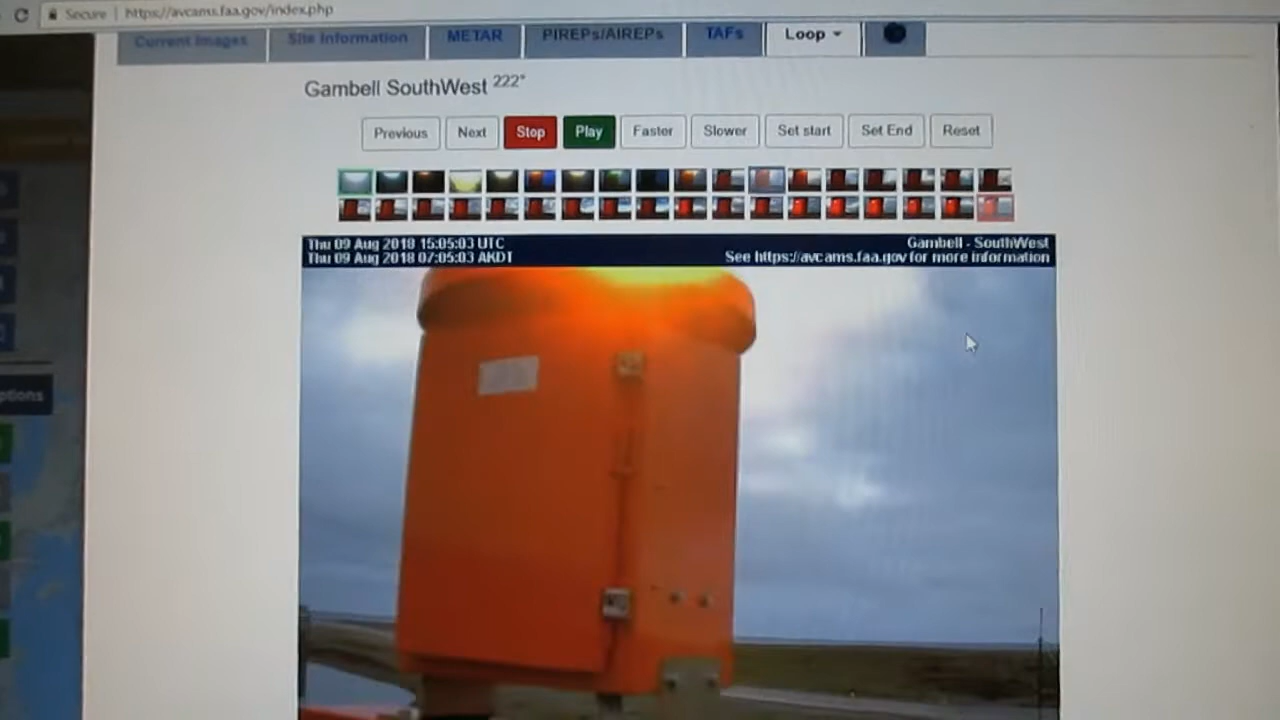 Secure https://avcams.faa.gov/index.php
Current Images Site Information METAR PIREPs/AIREPs TAFs Loop
Gambell SouthWest 222°
Previous Next Stop Play Faster Slower Set start Set End Reset
Thu 09 Aug 2018 15:05:03 UTC Gambell - SouthWest
Thu 09 Aug 2018 07:05:03 AKDT See https://avcams.faa.gov for more information
ptions